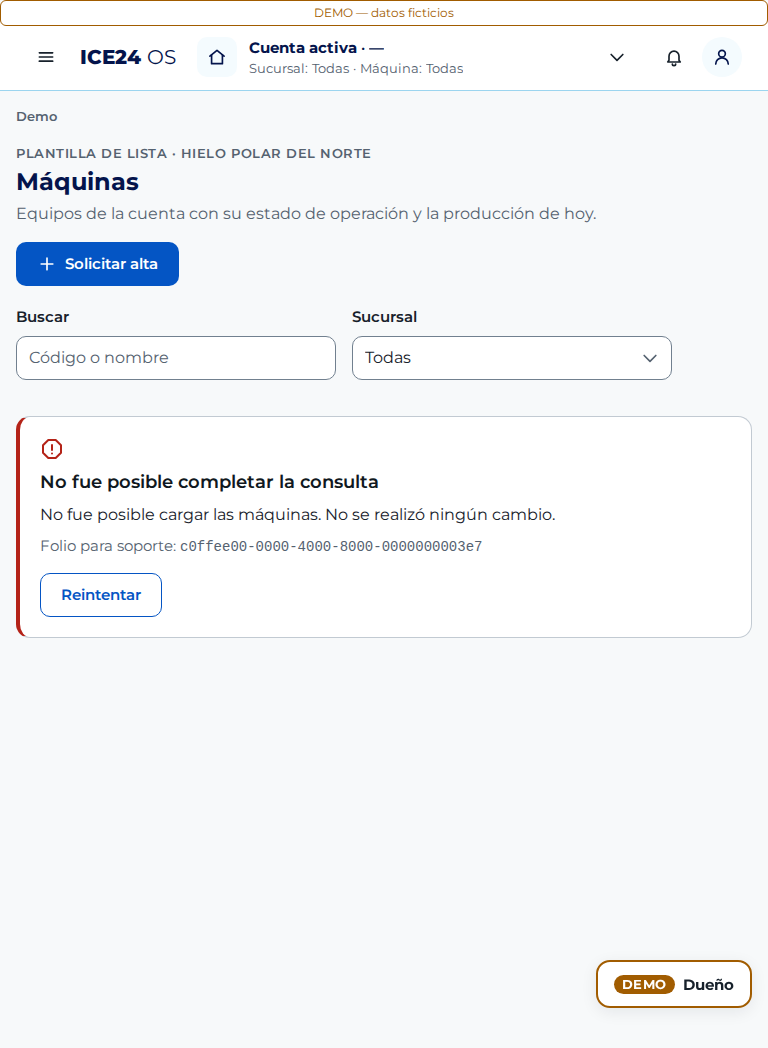 DEMO — datos ficticios
ICE24 OS
Cuenta activa · —
Sucursal: Todas · Máquina: Todas
Demo
PLANTILLA DE LISTA · HIELO POLAR DEL NORTE
Máquinas
Equipos de la cuenta con su estado de operación y la producción de hoy.
Solicitar alta
Buscar
Sucursal
Código o nombre
Todas
No fue posible completar la consulta
No fue posible cargar las máquinas. No se realizó ningún cambio.
Folio para soporte: c0ffee00-0000-4000-8000-0000000003e7
Reintentar
DEMO Dueño